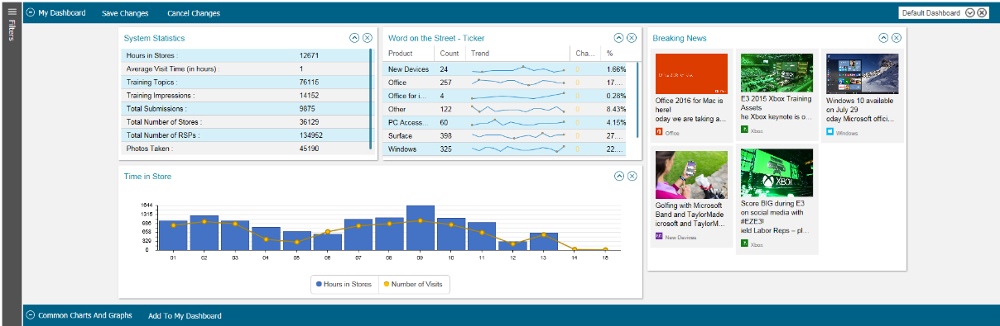 Filters
My Dashboard Save Changes Cancel Changes Default Dashboard
System Statistics
Hours in Stores : 12671
Average Visit Time (in hours) : 1
Training Topics : 76115
Training Impressions : 14152
Total Submissions : 9875
Total Number of Stores : 36129
Total Number of RSPs : 134952
Photos Taken : 45190
Word on the Street - Ticker
Product Count Trend Cha... %
New Devices 24 0 1.66%
Office 257 0 17....
Office for i... 4 0 0.28%
Other 122 0 8.43%
PC Access... 60 0 4.15%
Surface 398 0 27....
Windows 325 0 22....
Breaking News
Office 2016 for Mac is
here!
oday we are taking a...
Office
E3 2015 Xbox Training
Assets
he Xbox keynote is o...
Xbox
Windows 10 available
on July 29
oday Microsoft offici...
Windows
Golfing with Microsoft
Band and TaylorMade
icrosoft and TaylorM...
New Devices
XBOX
Score BIG during E3
on social media with
#EZE3!
ield Labor Reps – pl...
Xbox
Time in Store
1644
1315
986
658
329
0
01 02 03 04 05 06 07 08 09 10 11 12 13 14 15
Hours in Stores Number of Visits
Common Charts And Graphs Add To My Dashboard